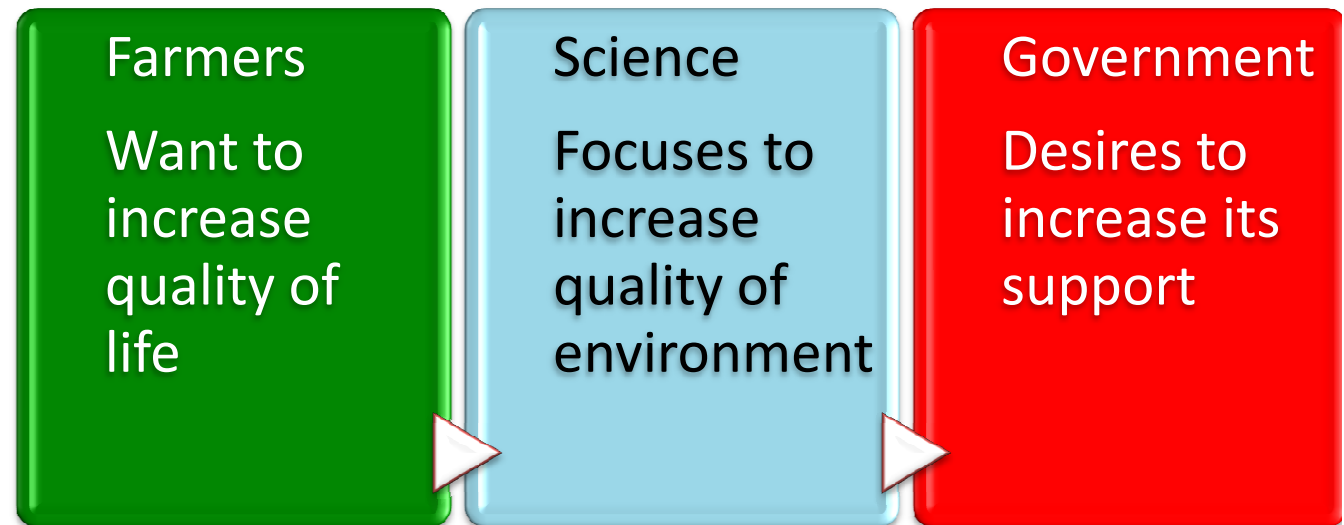 Farmers
Want to
increase
quality of
life
Science
Focuses to
increase
quality of
environment
Government
Desires to
increase its
support